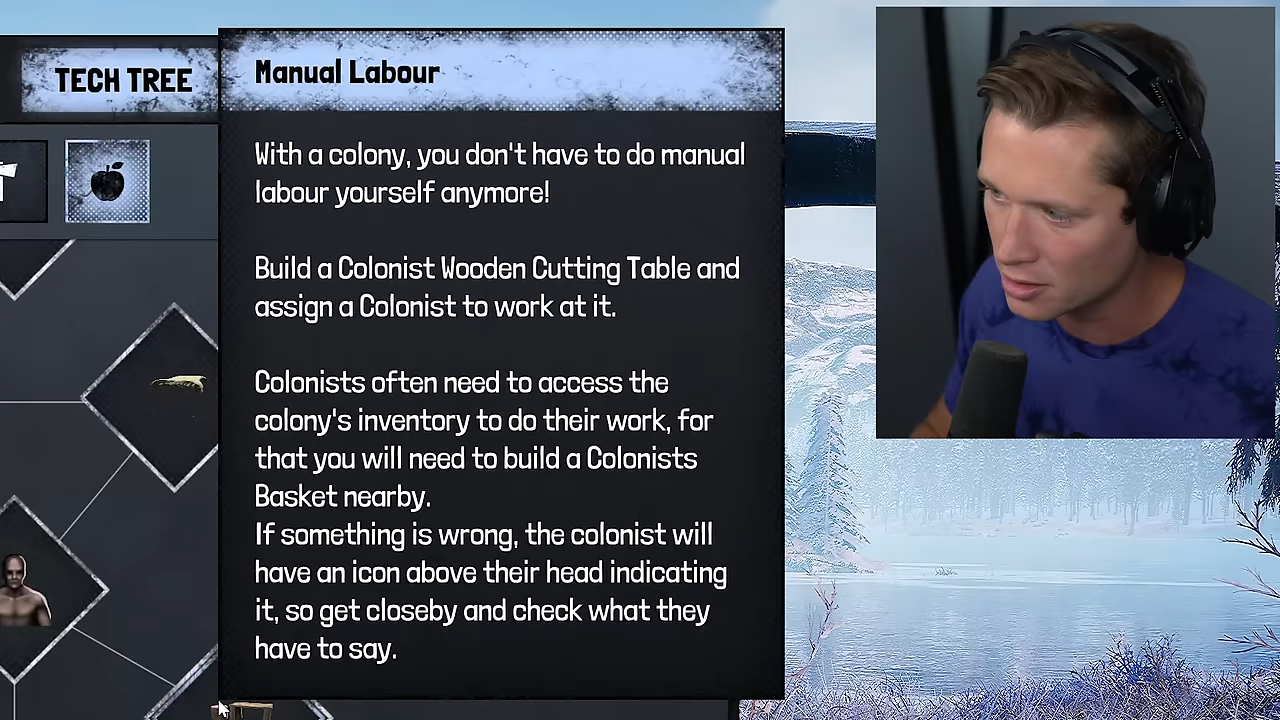 TECH TREE
Manual Labour
With a colony, you don't have to do manual
labour yourself anymore!
Build a Colonist Wooden Cutting Table and
assign a Colonist to work at it.
Colonists often need to access the
colony's inventory to do their work, for
that you will need to build a Colonists
Basket nearby.
If something is wrong, the colonist will
have an icon above their head indicating
it, so get closeby and check what they
have to say.